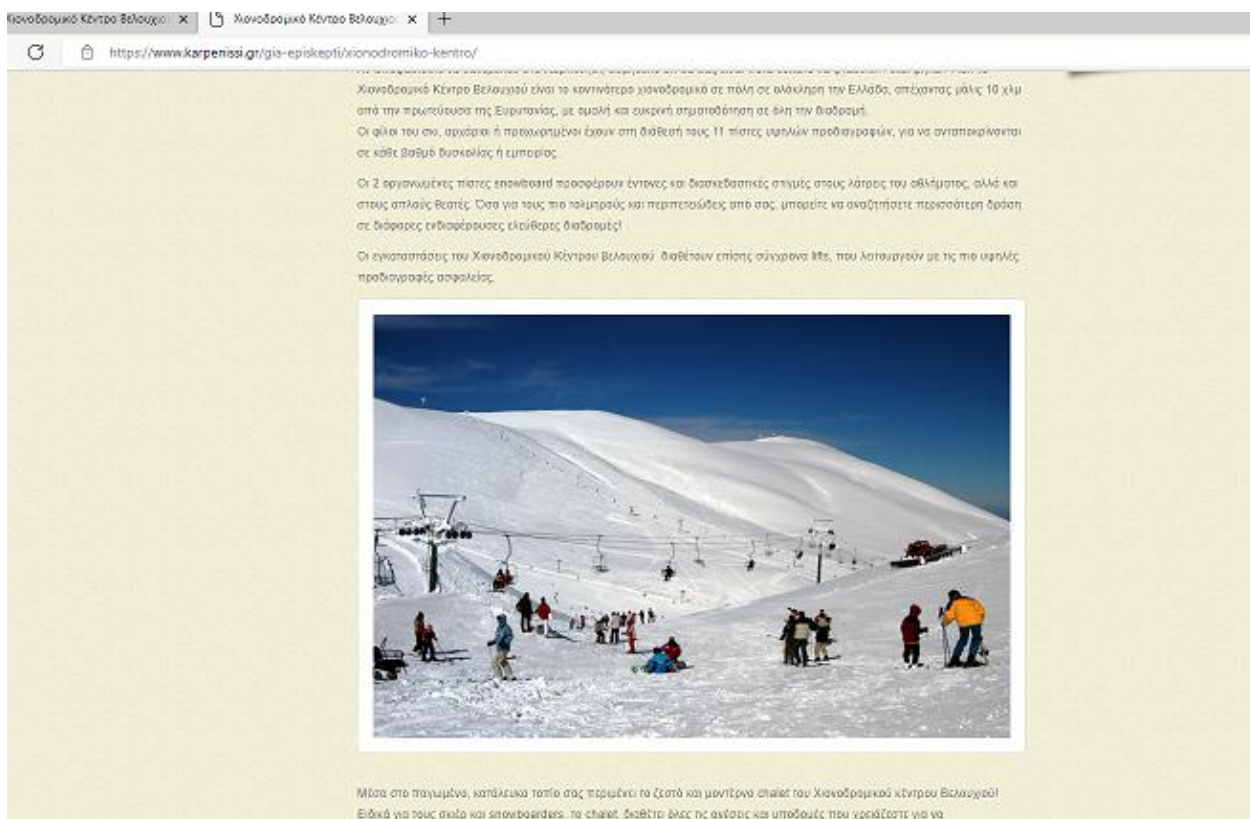 Χιονοδρομικό Κέντρο Βελουχιο
Χιονοδρομικό Κέντρο Βελουχιο
https://www.karpenissi.gr/gia-episkepti/xionodromiko-kentro/
Χιονοδρομικό Κέντρο Βελουχιού είναι το κοντινότερο χιονοδρομικό σε πόλη σε ολόκληρη την Ελλάδα, απέχοντας μόλις 10 χλμ
από την πρωτεύουσα της Ευρυτανίας, με ομαλή και ευκρινή σηματοδότηση σε όλη την διαδρομή.
Οι φίλοι του σκι, αρχάριοι ή προχωρημένοι έχουν στη διάθεσή τους 11 πίστες υψηλών προδιαγραφών, για να ανταποκρίνονται
σε κάθε βαθμό δυσκολίας ή εμπειρίας.
Οι 2 οργανωμένες πίστες snowboard προσφέρουν έντονες και διασκεδαστικές στιγμές στους λάτρεις του αθλήματος, αλλά και
στους απλούς θεατές. Όσο για τους πιο τολμηρούς και περιπετειώδεις από σας, μπορείτε να αναζητήσετε περισσότερη δράση
σε διάφορες ενδιαφέρουσες ελεύθερες διαδρομές!
Οι εγκαταστάσεις του Χιονοδρομικού Κέντρου Βελουχιού διαθέτουν επίσης σύγχρονα lifts, που λειτουργούν με τις πιο υψηλές
προδιαγραφές ασφαλείας.
Μέσα στο παγωμένο, κατάλευκο τοπίο σας περιμένει το ζεστό και μοντέρνο chalet του Χιονοδρομικού κέντρου Βελουχιού!
Ειδικά για τους σκιέρ και snowboarders, το chalet, διαθέτει όλες τις ανέσεις και υποδομές που χρειάζεστε για να